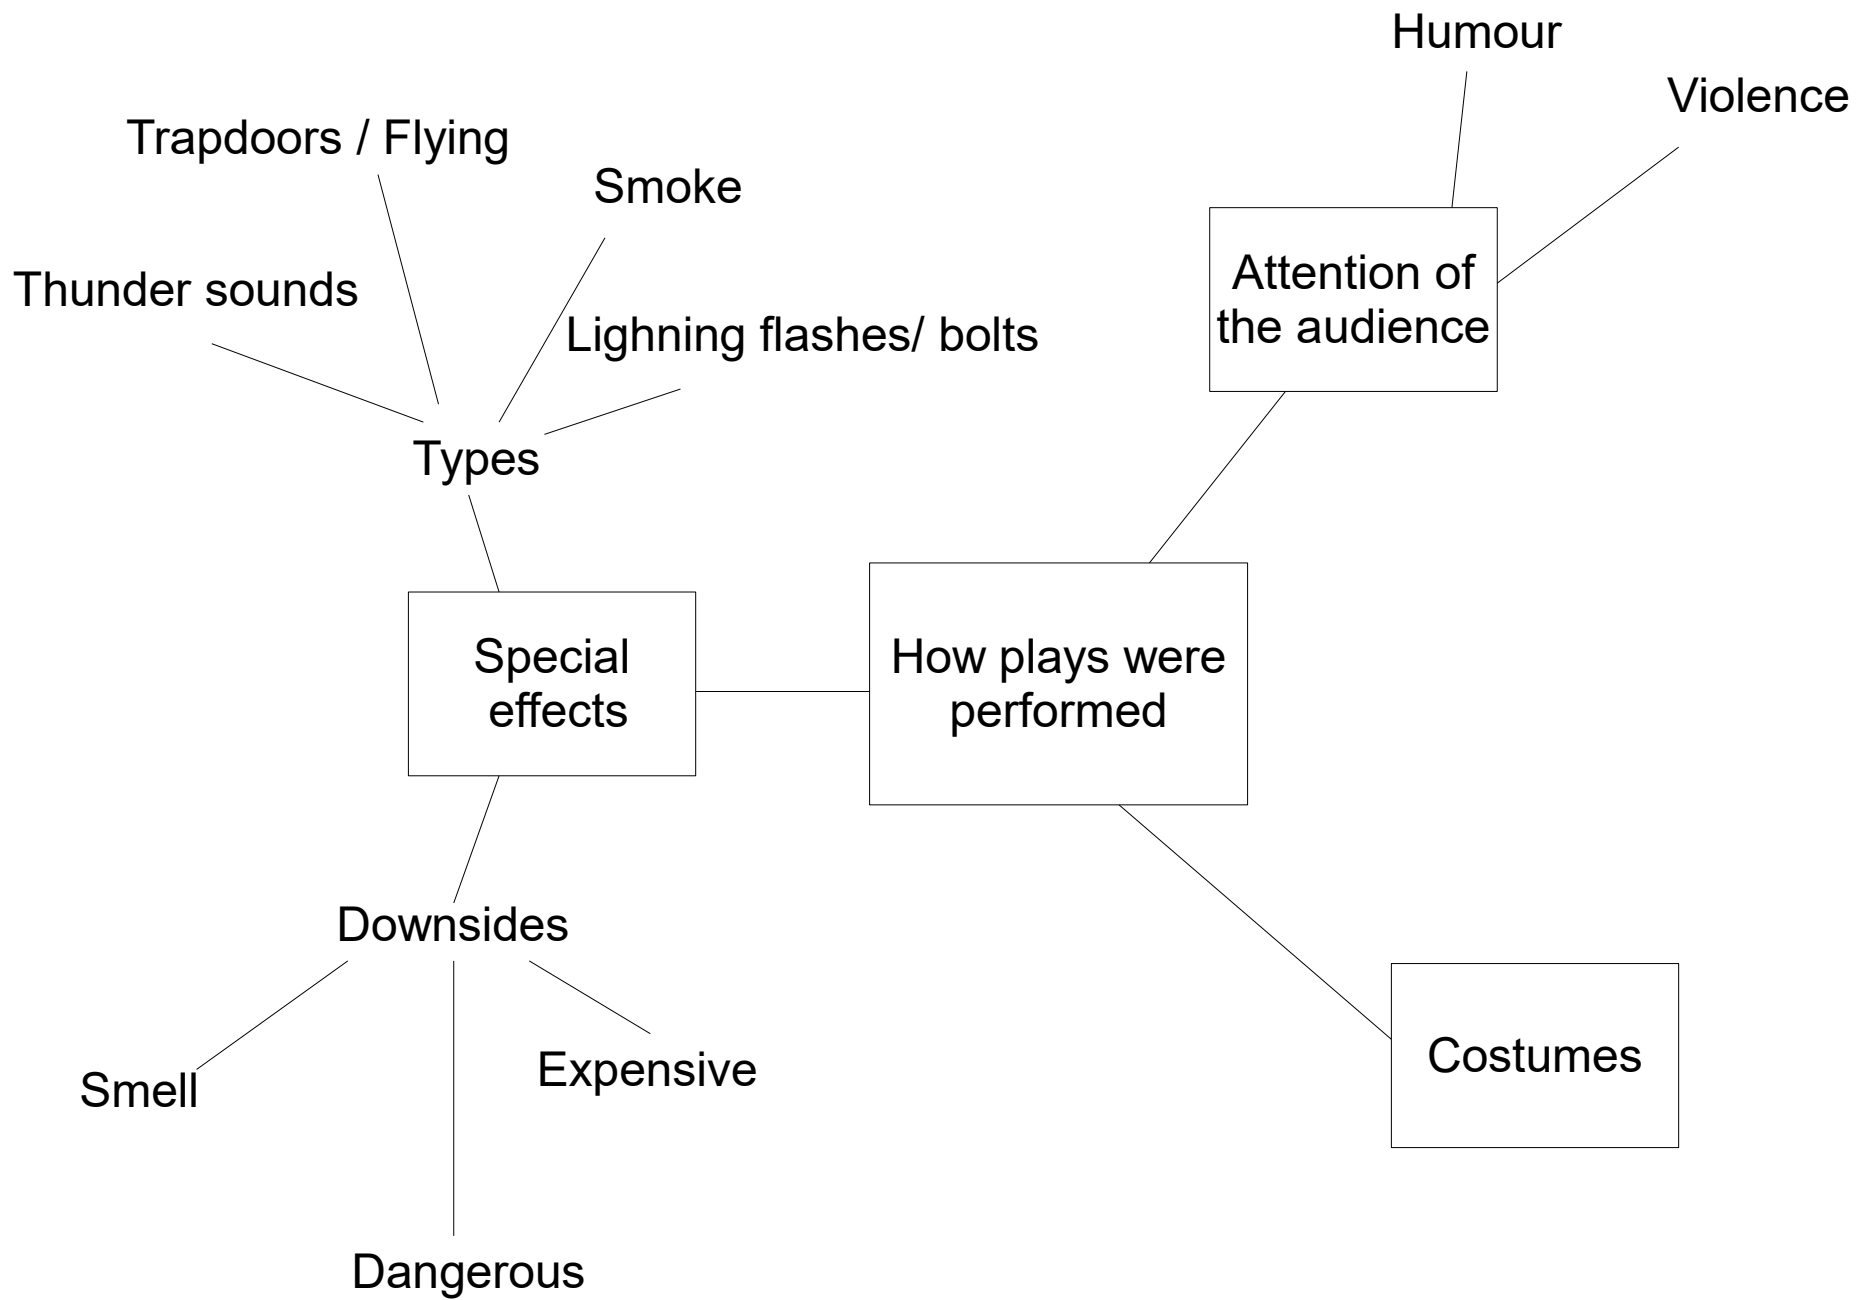 Humour
Violence
Trapdoors / Flying
Smoke
Thunder sounds
Lighning flashes/ bolts
Attention of
the audience
Types
Special
effects
How plays were
performed
Downsides
Smell
Expensive
Dangerous
Costumes